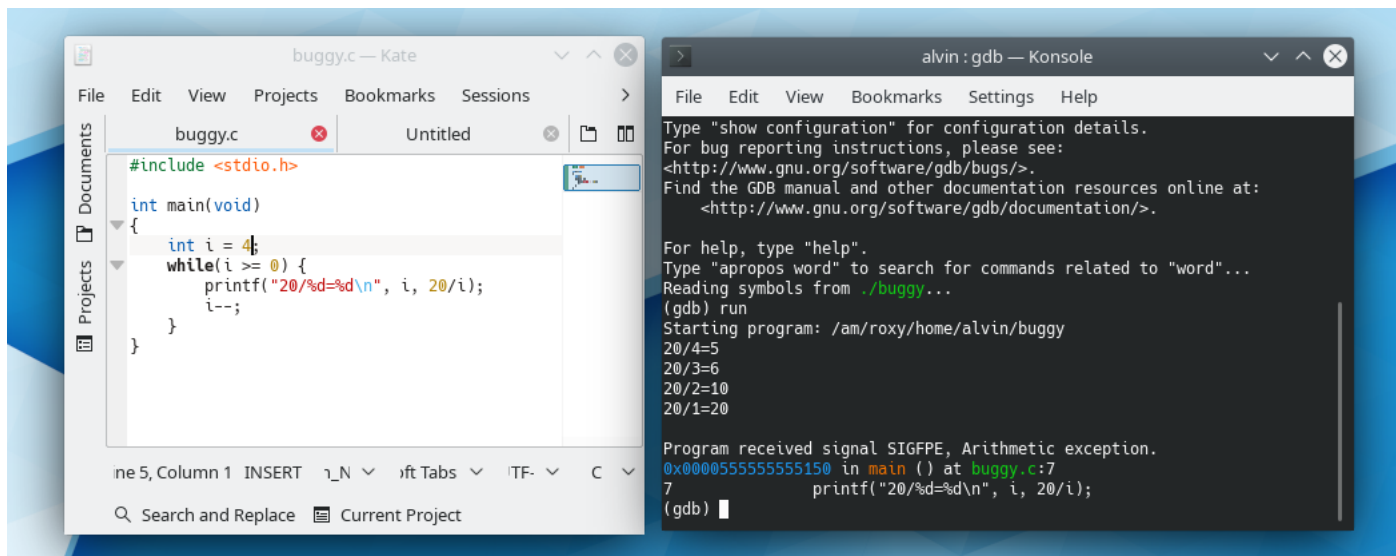 buggy.c — Kate
File Edit View Projects Bookmarks Sessions
Documents
Projects
buggy.c Untitled
#include <stdio.h>
int main(void)
{
    int i = 4;
    while(i >= 0) {
        printf("20/%d=%d\n", i, 20/i);
        i--;
    }
}
ine 5, Column 1 INSERT ı_N oft Tabs TF- C
Search and Replace Current Project
alvin : gdb — Konsole
File Edit View Bookmarks Settings Help
Type "show configuration" for configuration details.
For bug reporting instructions, please see:
<http://www.gnu.org/software/gdb/bugs/>.
Find the GDB manual and other documentation resources online at:
    <http://www.gnu.org/software/gdb/documentation/>.
For help, type "help".
Type "apropos word" to search for commands related to "word"...
Reading symbols from ./buggy...
(gdb) run
Starting program: /am/roxy/home/alvin/buggy
20/4=5
20/3=6
20/2=10
20/1=20
Program received signal SIGFPE, Arithmetic exception.
0x0000555555555150 in main () at buggy.c:7
7               printf("20/%d=%d\n", i, 20/i);
(gdb)